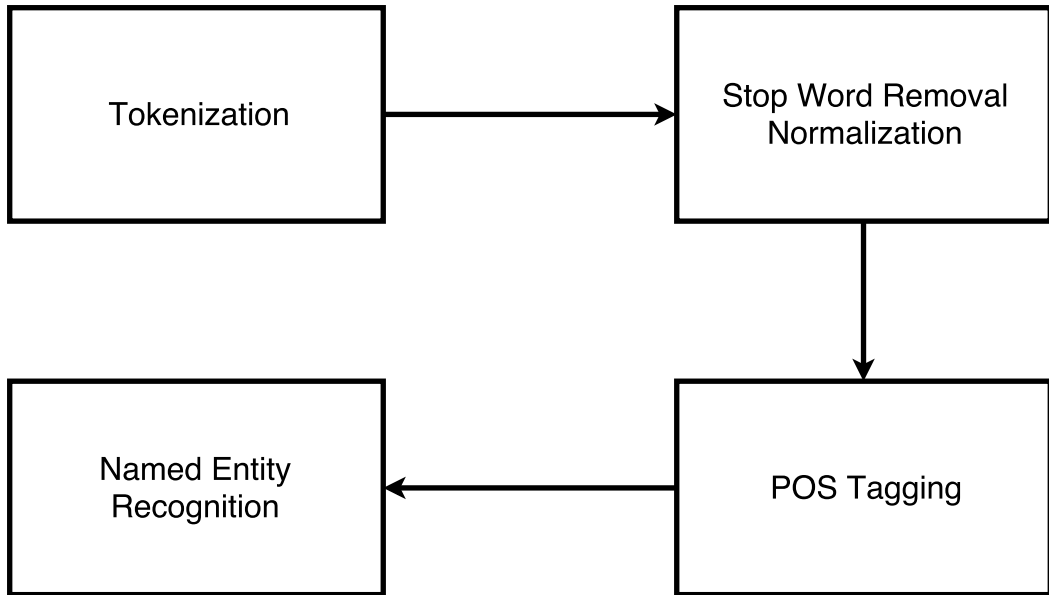 Tokenization
Stop Word Removal
Normalization
POS Tagging
Named Entity
Recognition